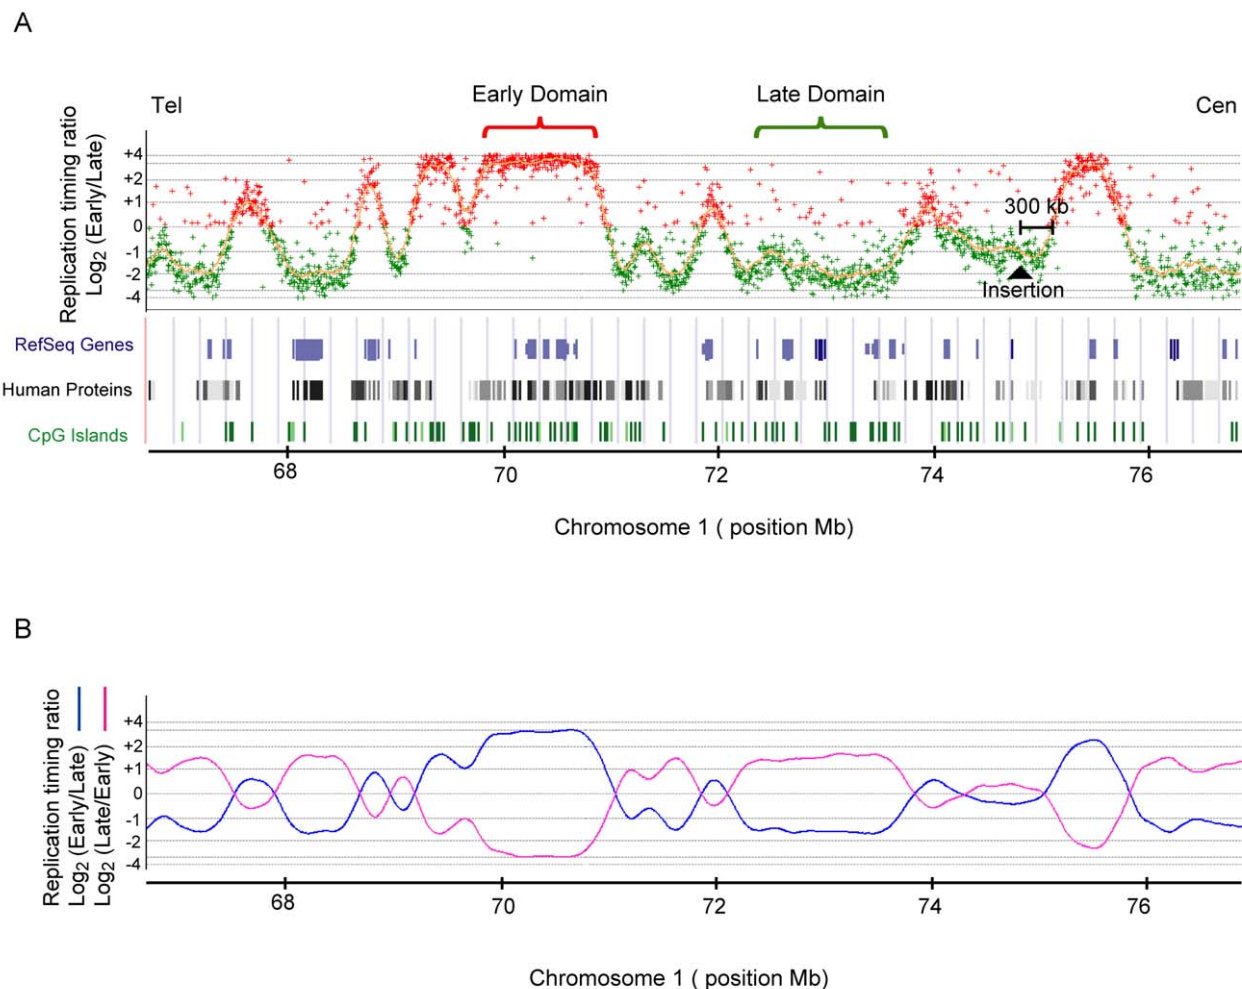 A
Early Domain
Late Domain
Tel
Cen
Replication timing ratio
Log2 (Early/Late)
+4
+2
+1
0
-1
-2
-4
300 kb
Insertion
RefSeq Genes
Human Proteins
CpG Islands
68 70 72 74 76
Chromosome 1 ( position Mb)
B
Replication timing ratio
Log2 (Early/Late)
Log2 (Late/Early)
+4
+2
+1
0
-1
-2
-4
68 70 72 74 76
Chromosome 1 ( position Mb)